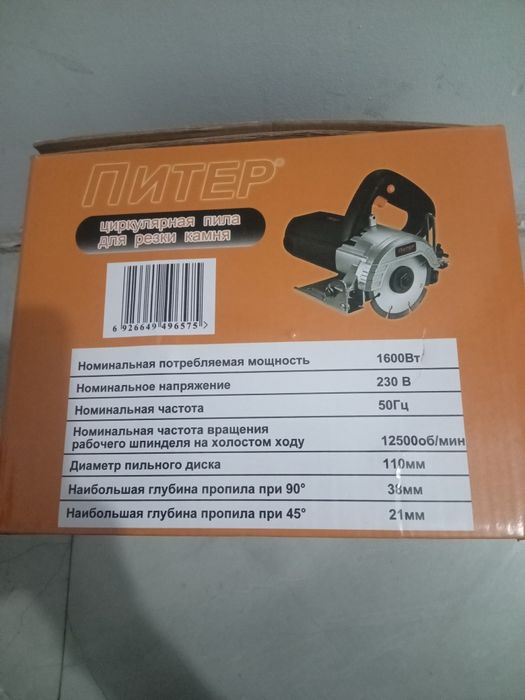 ПИТЕР®
циркулярная пила
для резки камня
6 926649 496575 >
Номинальная потребляемая мощность 1600Вт
Номинальное напряжение 230 В
Номинальная частота 50Гц
Номинальная частота вращения
рабочего шпинделя на холостом ходу 12500об/мин
Диаметр пильного диска 110мм
Наибольшая глубина пропила при 90° 38мм
Наибольшая глубина пропила при 45° 21мм